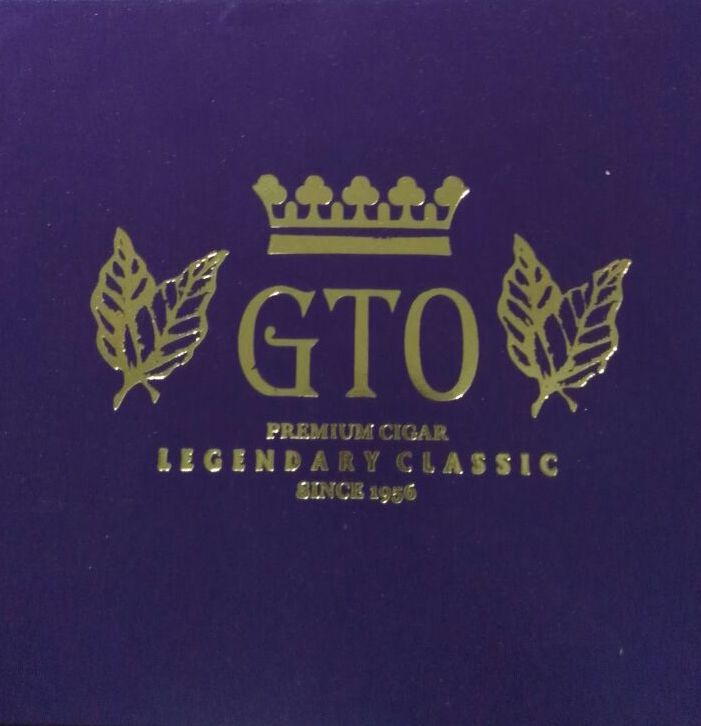 GTO
PREMIUM CIGAR
LEGENDARY CLASSIC
SINCE 1956